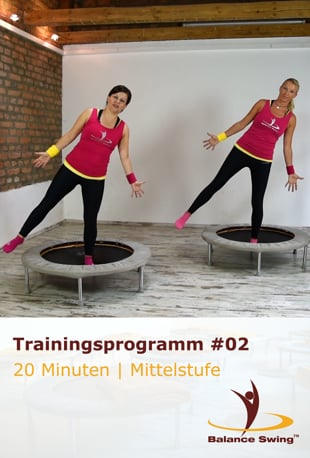 Trainingsprogramm #02
20 Minuten | Mittelstufe
Balance Swing™